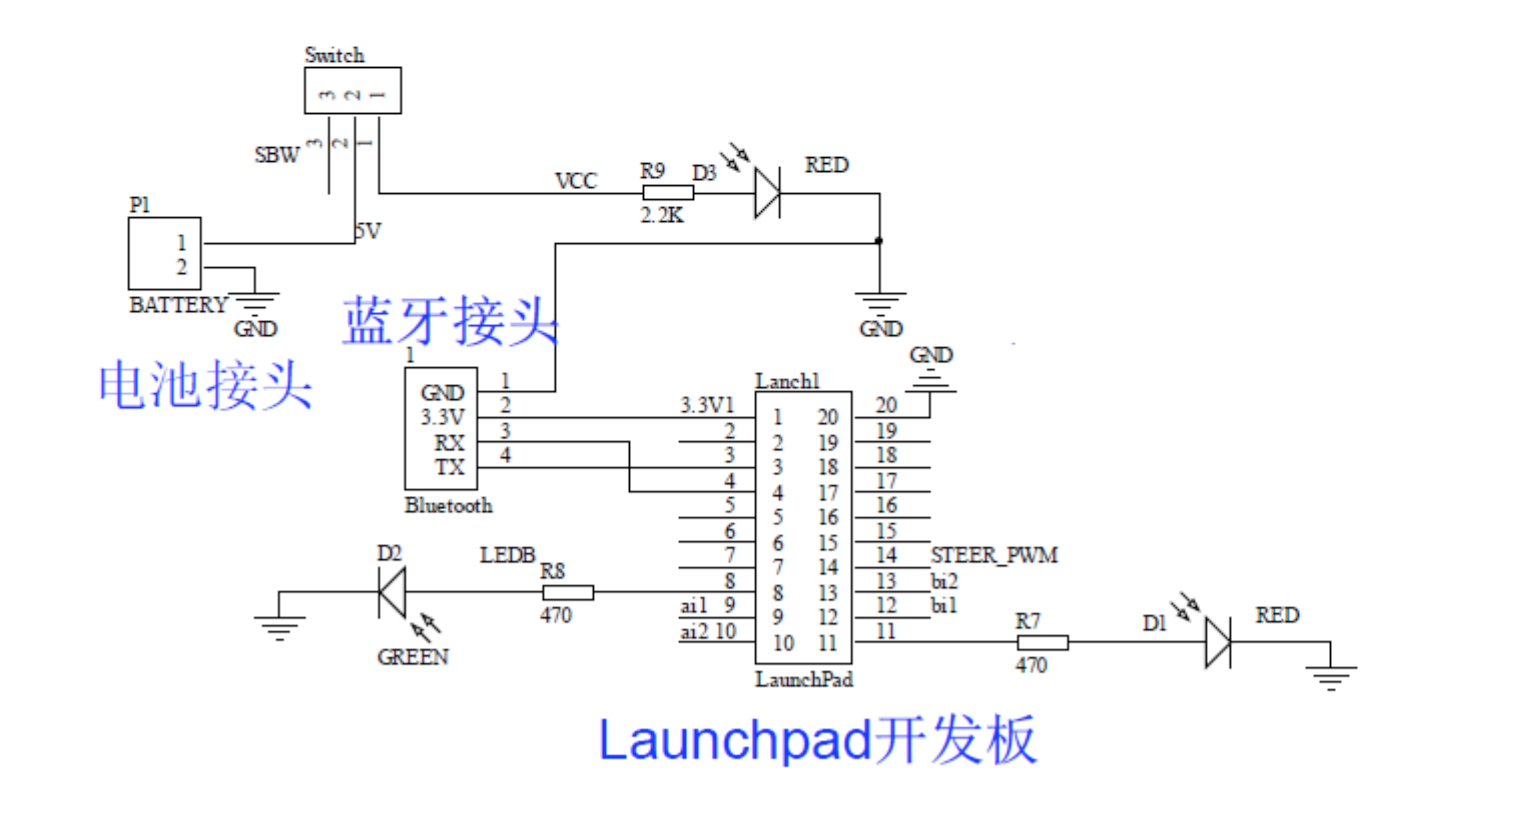 Switch
3 2 1
SBW 3 2 1
VCC
R9
2.2K
D3
RED
P1
1
2
5V
BATTERY
GND
电池接头
蓝牙接头
GND
GND
1
GND 1
3.3V 2
RX 3
TX 4
Bluetooth
Lanch1
3.3V1 1 20 20
2 2 19 19
3 3 18 18
4 4 17 17
5 5 16 16
6 6 15 15
7 7 14 14 STEER_PWM
8 8 13 13 bi2
ai1 9 9 12 12 bi1
ai2 10 10 11 11
LaunchPad
D2
LEDB
R8
470
GREEN
R7
470
D1
RED
Launchpad开发板